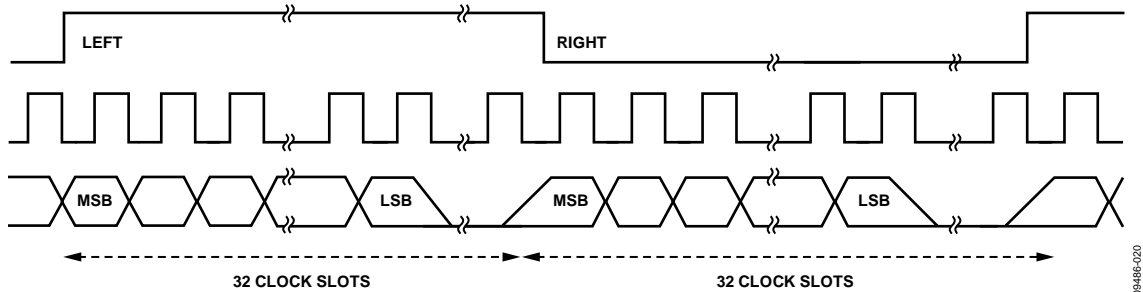 LEFT
RIGHT
MSB
LSB
MSB
LSB
32 CLOCK SLOTS
32 CLOCK SLOTS
09486-020